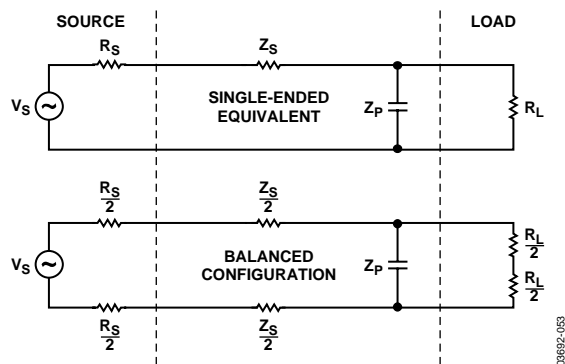 SOURCE
LOAD
RS
ZS
VS
SINGLE-ENDED
EQUIVALENT
ZP
RL
RS
2
ZS
2
VS
BALANCED
CONFIGURATION
ZP
RL
2
RL
2
RS
2
ZS
2
03692-053